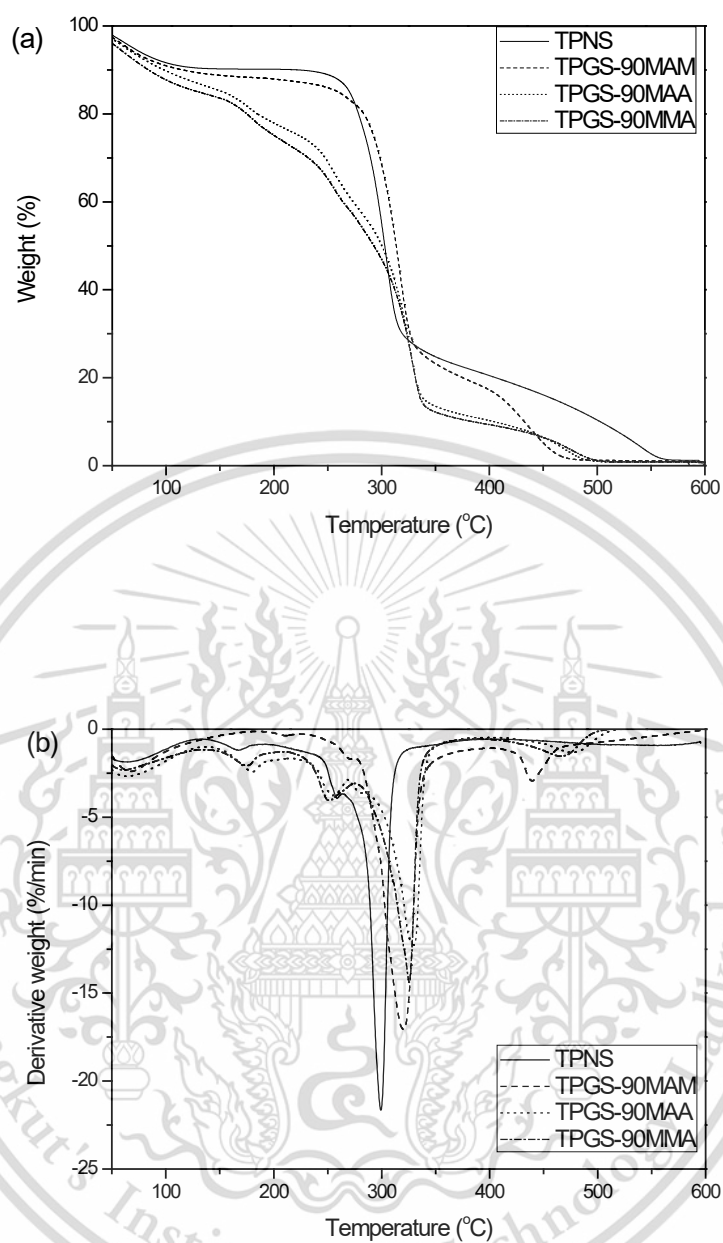 (a)
TPNS
TPGS-90MAM
TPGS-90MAA
TPGS-90MMA
100
80
60
40
20
0
Weight (%)
100
200
300
400
500
600
Temperature (°C)
(b)
0
-5
-10
-15
-20
-25
Derivative weight (%/min)
TPNS
TPGS-90MAM
TPGS-90MAA
TPGS-90MMA
100
200
300
400
500
600
Temperature (°C)